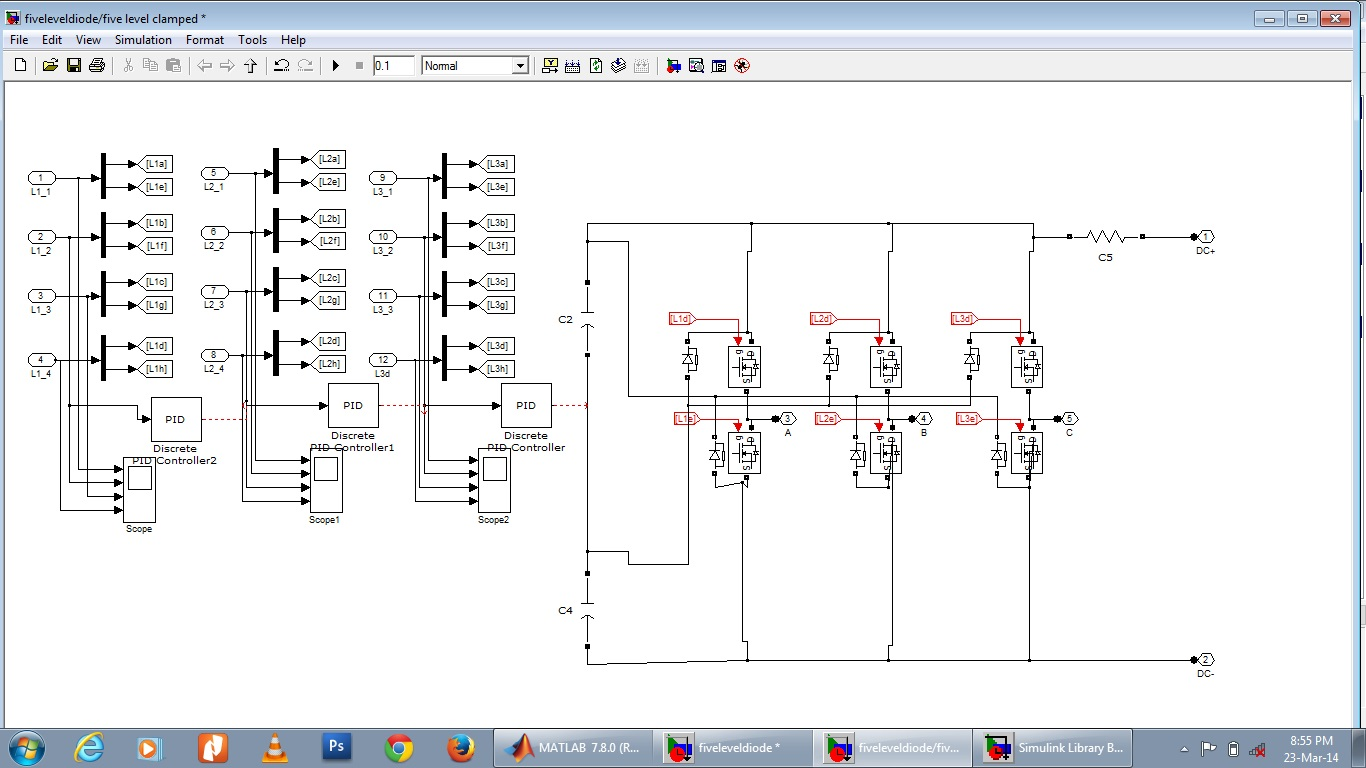 fiveleveldiode/five level clamped *
File Edit View Simulation Format Tools Help
0.1 Normal
1
L1_1
[L1a]
[L1e]
2
L1_2
[L1b]
[L1f]
3
L1_3
[L1c]
[L1g]
4
L1_4
[L1d]
[L1h]
PID
Discrete
PID Controller2
Scope
5
L2_1
[L2a]
[L2e]
6
L2_2
[L2b]
[L2f]
7
L2_3
[L2c]
[L2g]
8
L2_4
[L2d]
[L2h]
PID
Discrete
PID Controller1
Scope1
9
L3_1
[L3a]
[L3e]
10
L3_2
[L3b]
[L3f]
11
L3_3
[L3c]
[L3g]
12
L3d
[L3d]
[L3h]
PID
Discrete
PID Controller
Scope2
C2
C4
[L1d]
[L2d]
[L3d]
[L1e]
[L2e]
[L3e]
3
A
4
B
5
C
C5
1
DC+
2
DC-
MATLAB 7.8.0 (R...
fiveleveldiode *
fiveleveldiode/fiv...
Simulink Library B...
Ps
8:55 PM
23-Mar-14